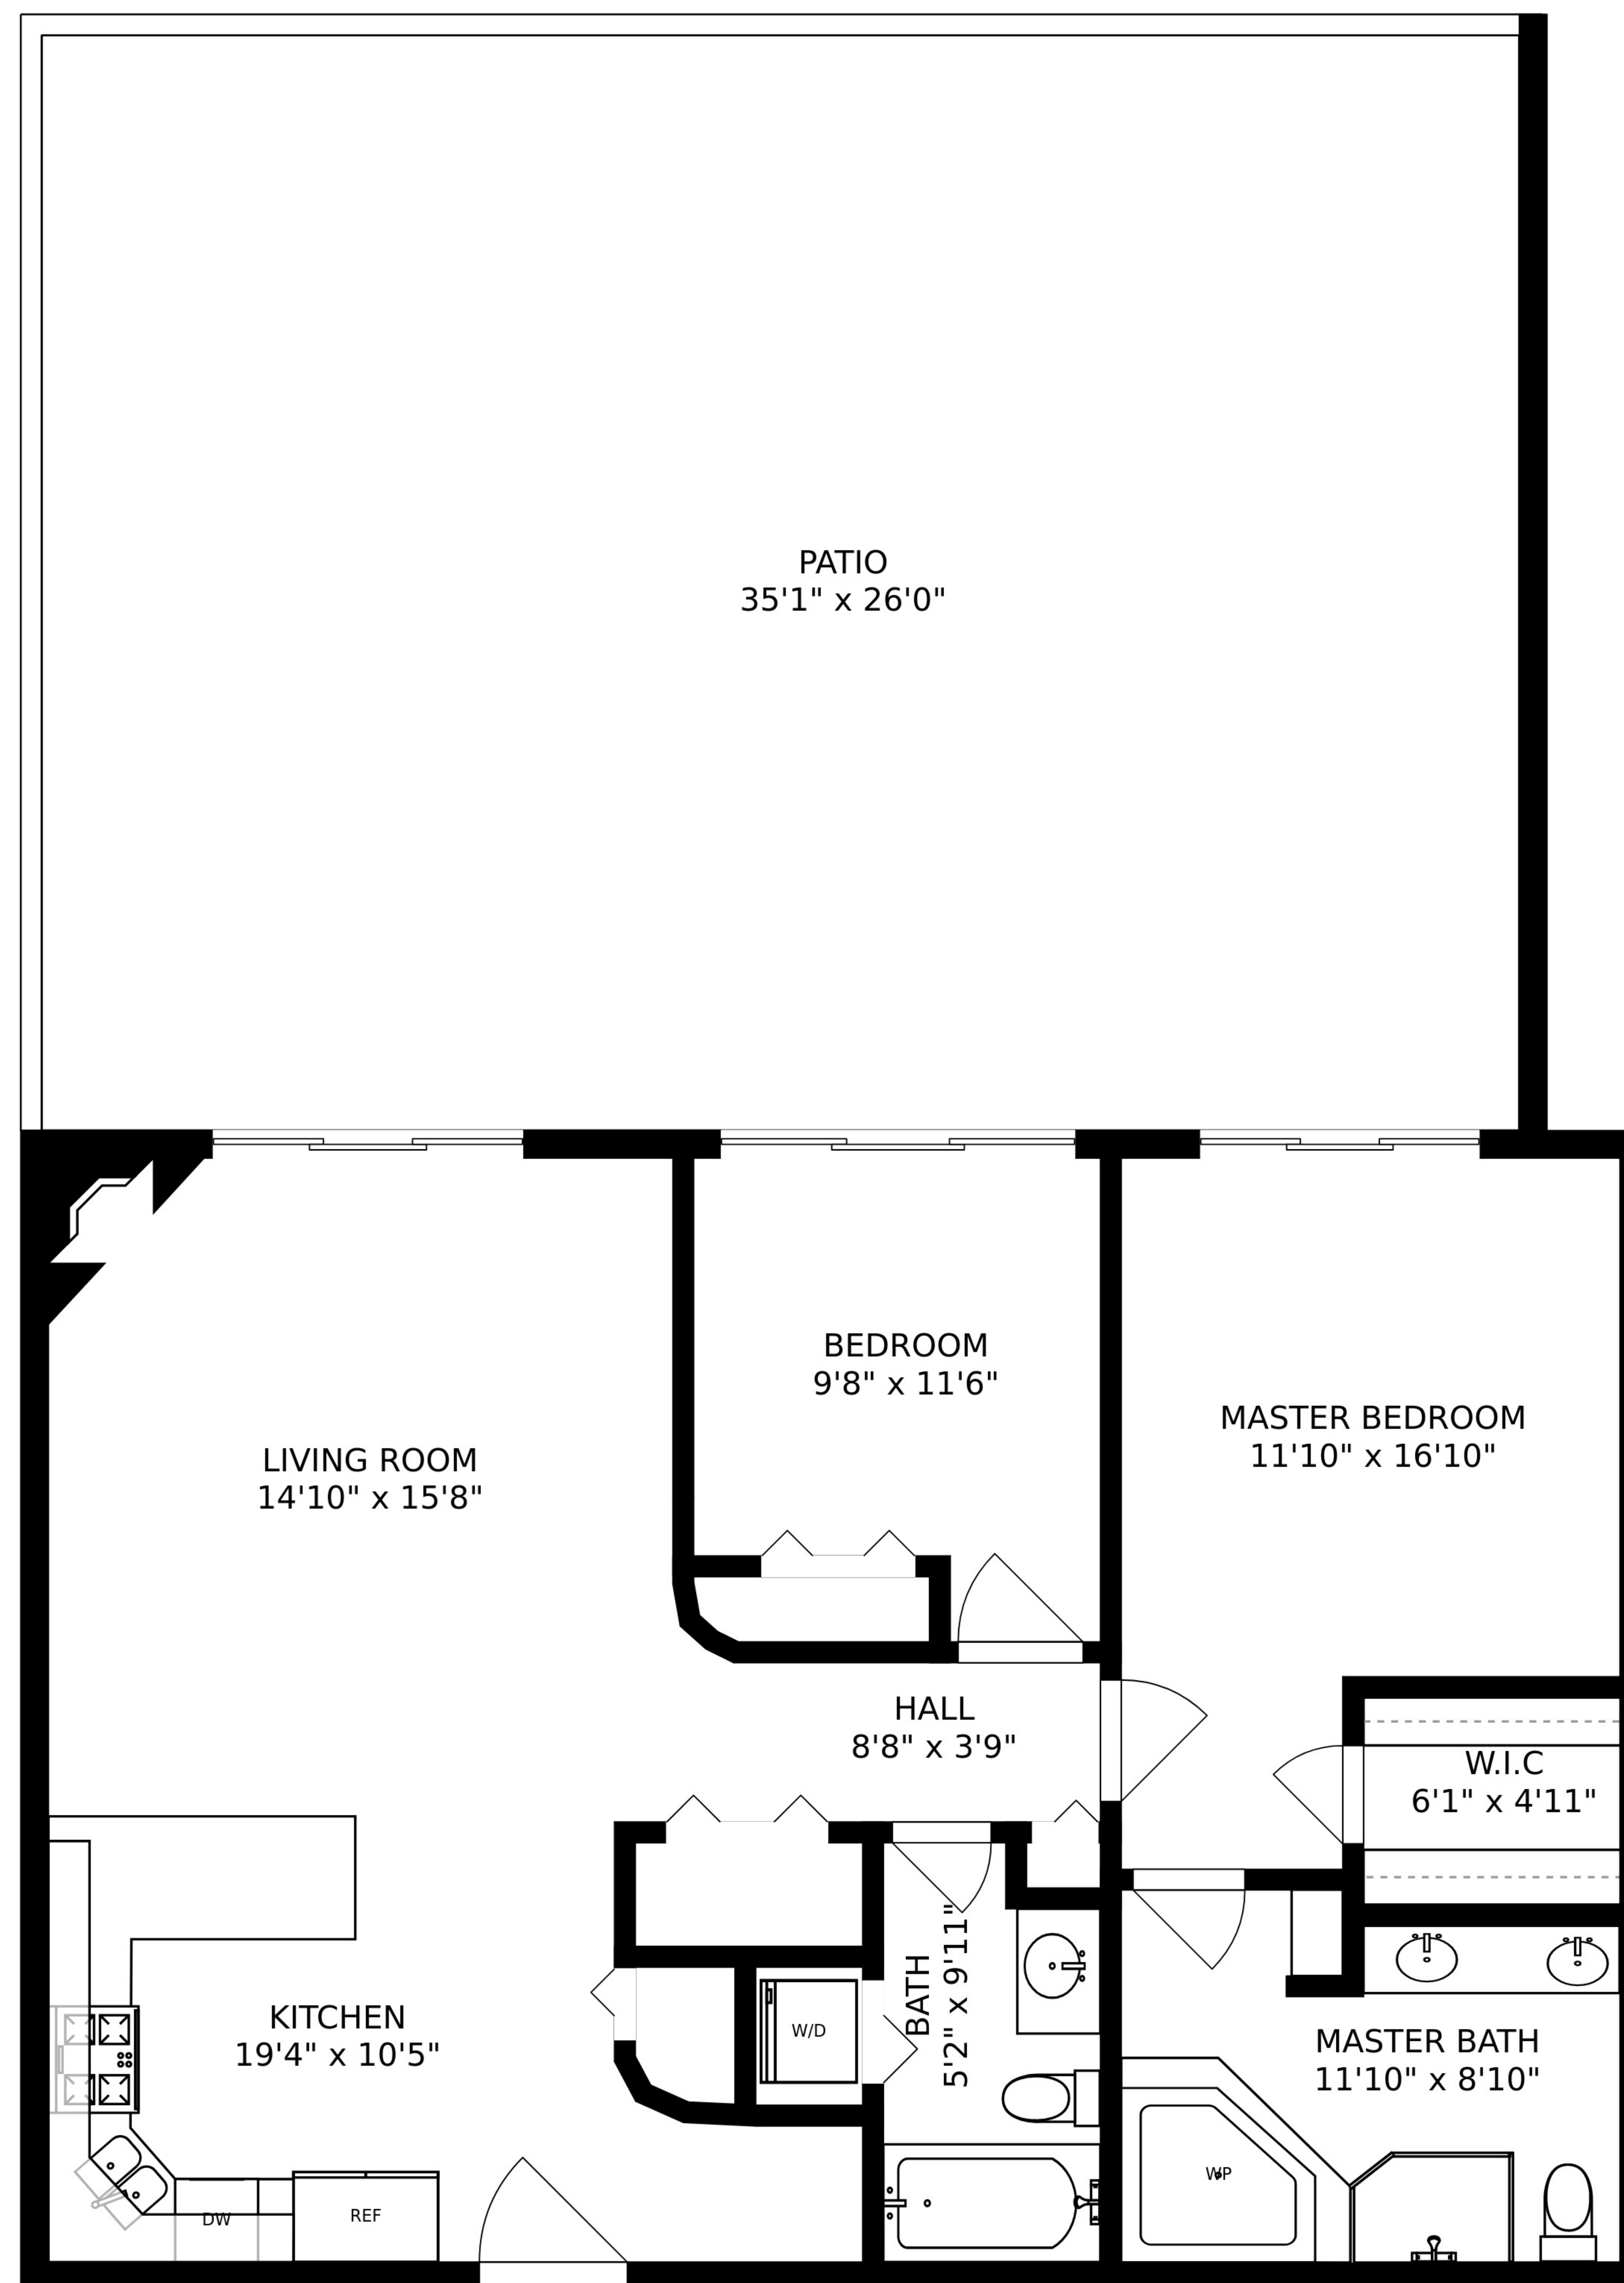 PATIO
35'1" x 26'0"
BEDROOM
9'8" x 11'6"
MASTER BEDROOM
11'10" x 16'10"
LIVING ROOM
14'10" x 15'8"
HALL
8'8" x 3'9"
W.I.C
6'1" x 4'11"
KITCHEN
19'4" x 10'5"
W/D
BATH
5'2" x 9'11"
MASTER BATH
11'10" x 8'10"
WP
DW
REF